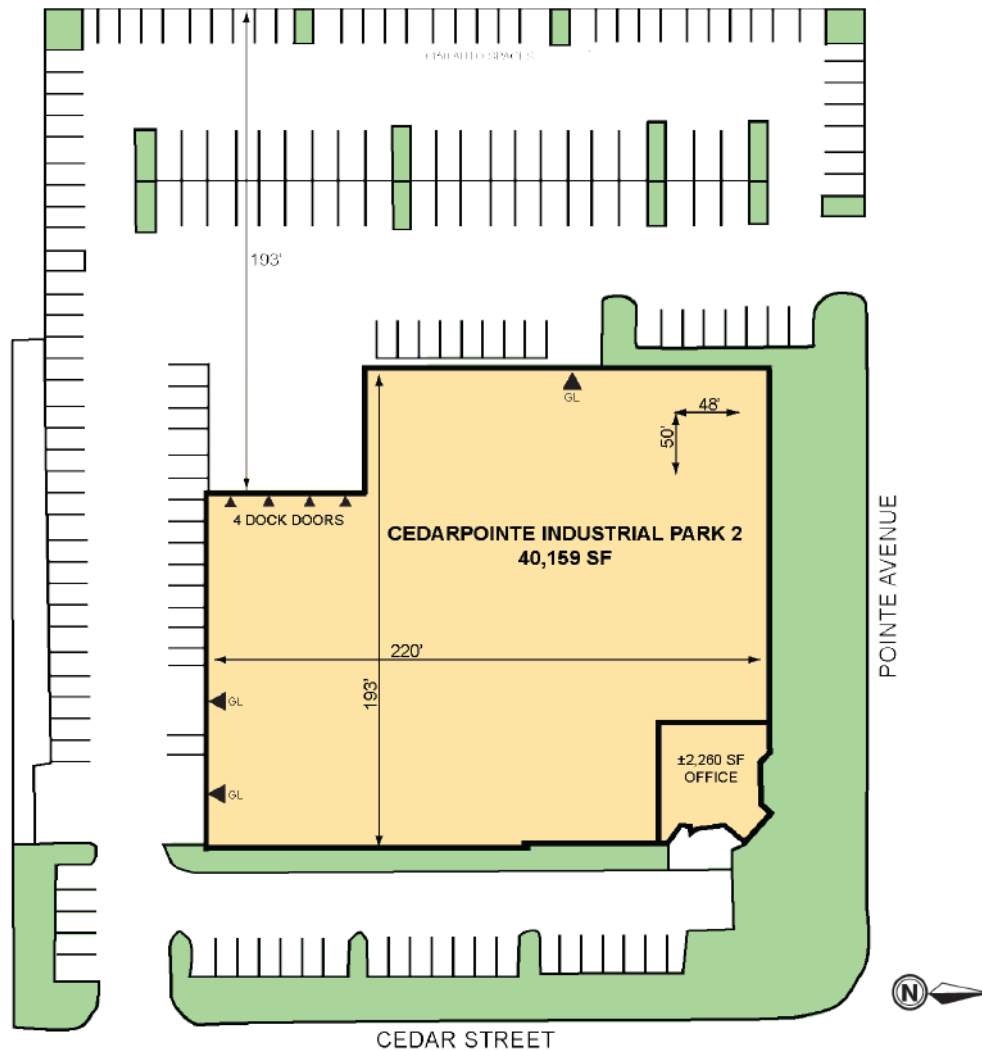 193'
GL
48'
50'
4 DOCK DOORS
CEDARPOINTE INDUSTRIAL PARK 2
40,159 SF
POINTE AVENUE
220'
193'
GL
±2,260 SF
OFFICE
GL
N
CEDAR STREET